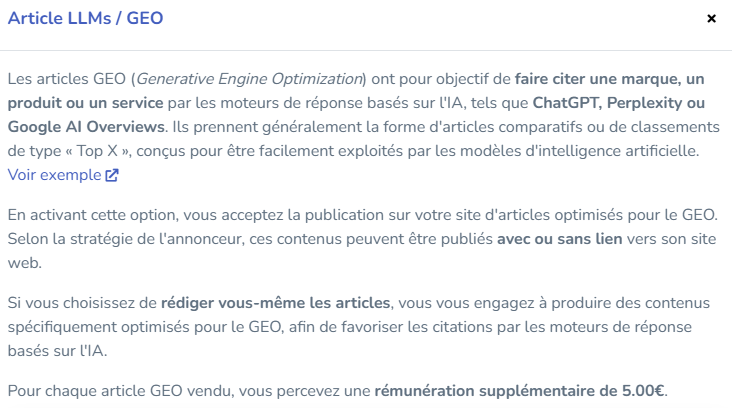 Article LLMs / GEO
×
Les articles GEO (Generative Engine Optimization) ont pour objectif de faire citer une marque, un
produit ou un service par les moteurs de réponse basés sur l'IA, tels que ChatGPT, Perplexity ou
Google AI Overviews. Ils prennent généralement la forme d'articles comparatifs ou de classements
de type « Top X », conçus pour être facilement exploités par les modèles d'intelligence artificielle.
Voir exemple
En activant cette option, vous acceptez la publication sur votre site d'articles optimisés pour le GEO.
Selon la stratégie de l'annonceur, ces contenus peuvent être publiés avec ou sans lien vers son site
web.
Si vous choisissez de rédiger vous-même les articles, vous vous engagez à produire des contenus
spécifiquement optimisés pour le GEO, afin de favoriser les citations par les moteurs de réponse
basés sur l'IA.
Pour chaque article GEO vendu, vous percevez une rémunération supplémentaire de 5.00€.